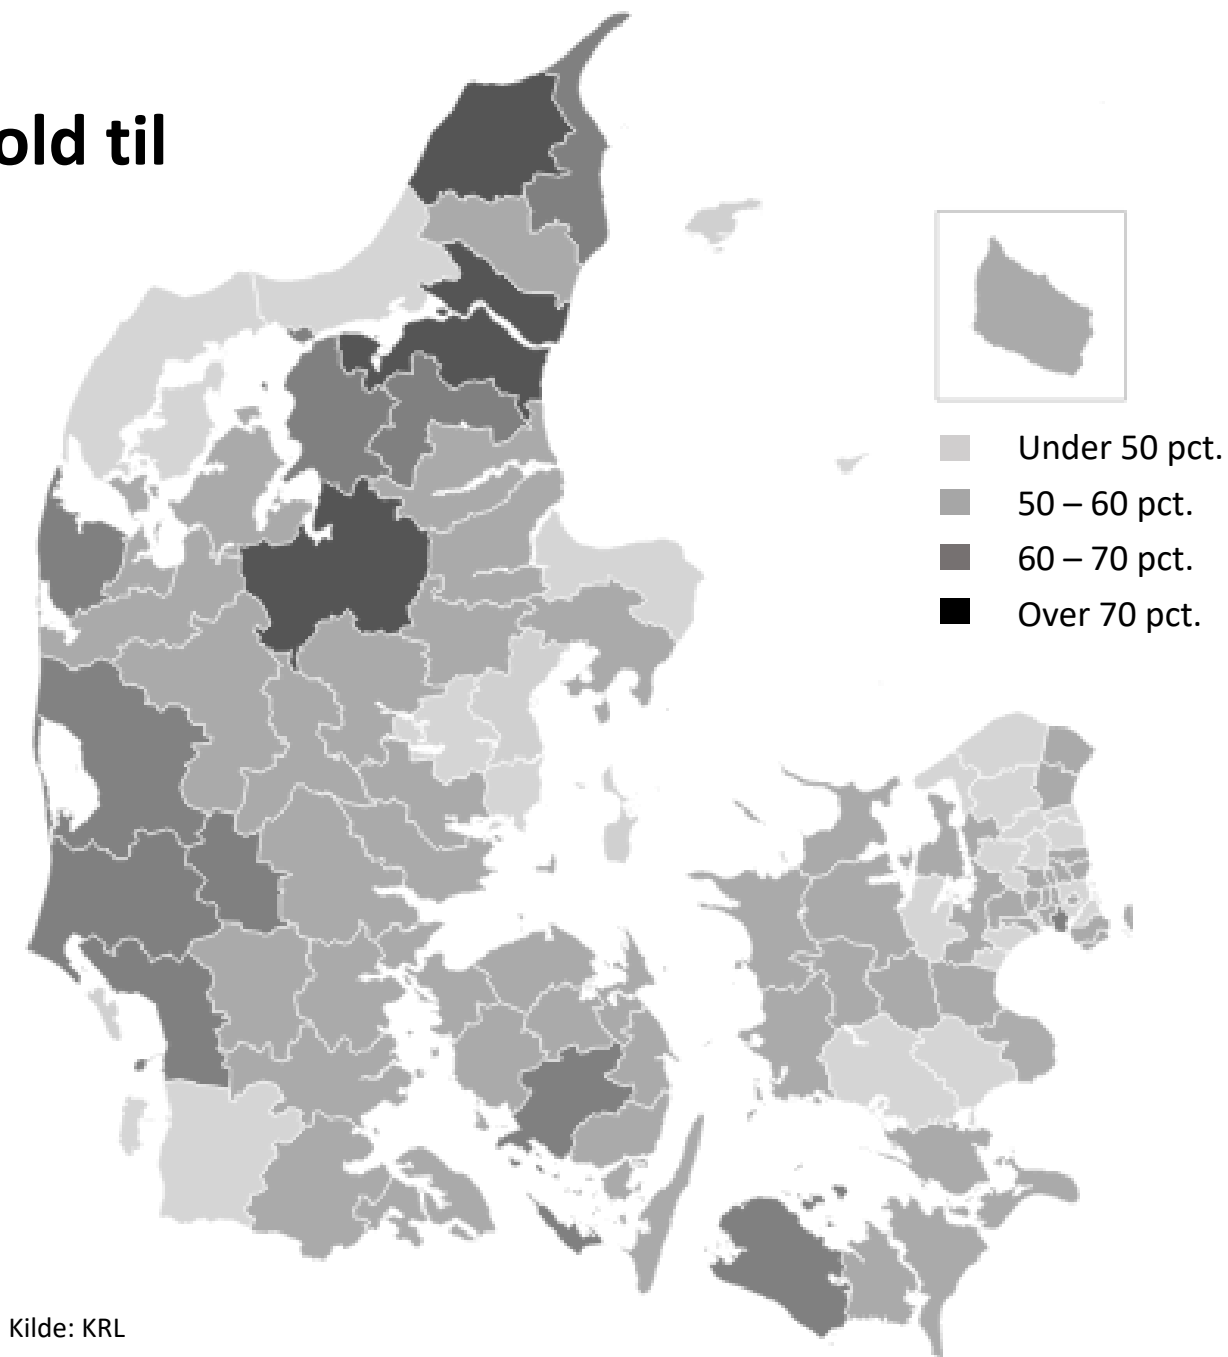 old til
Under 50 pct.
50 – 60 pct.
60 – 70 pct.
Over 70 pct.
Kilde: KRL